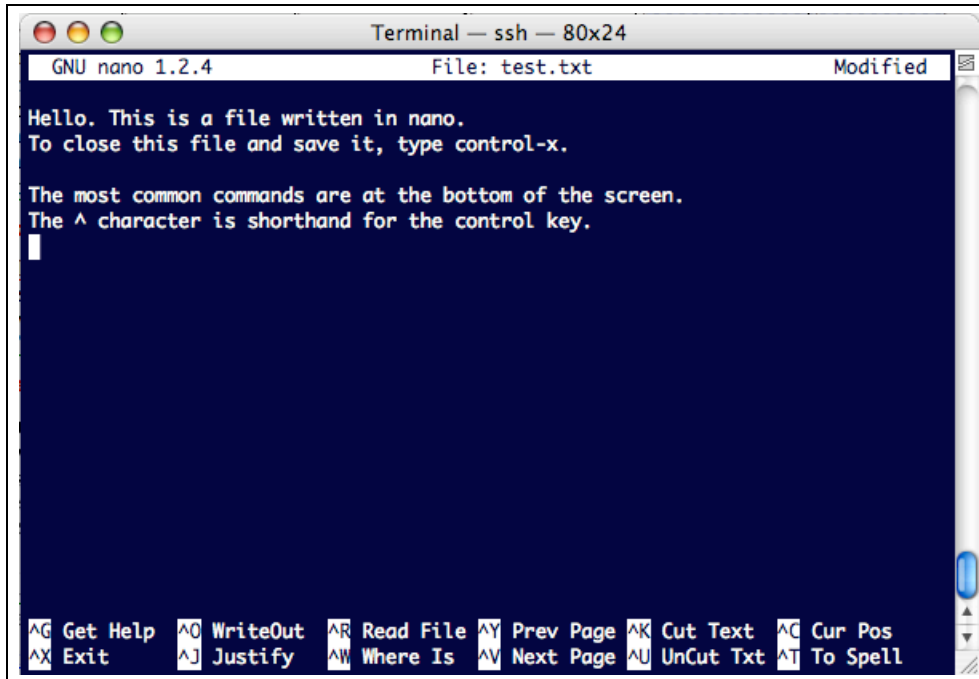 Terminal — ssh — 80x24
GNU nano 1.2.4 File: test.txt Modified
Hello. This is a file written in nano.
To close this file and save it, type control-x.
The most common commands are at the bottom of the screen.
The ^ character is shorthand for the control key.
^G Get Help ^O WriteOut ^R Read File ^Y Prev Page ^K Cut Text ^C Cur Pos
^X Exit ^J Justify ^W Where Is ^V Next Page ^U UnCut Txt ^T To Spell